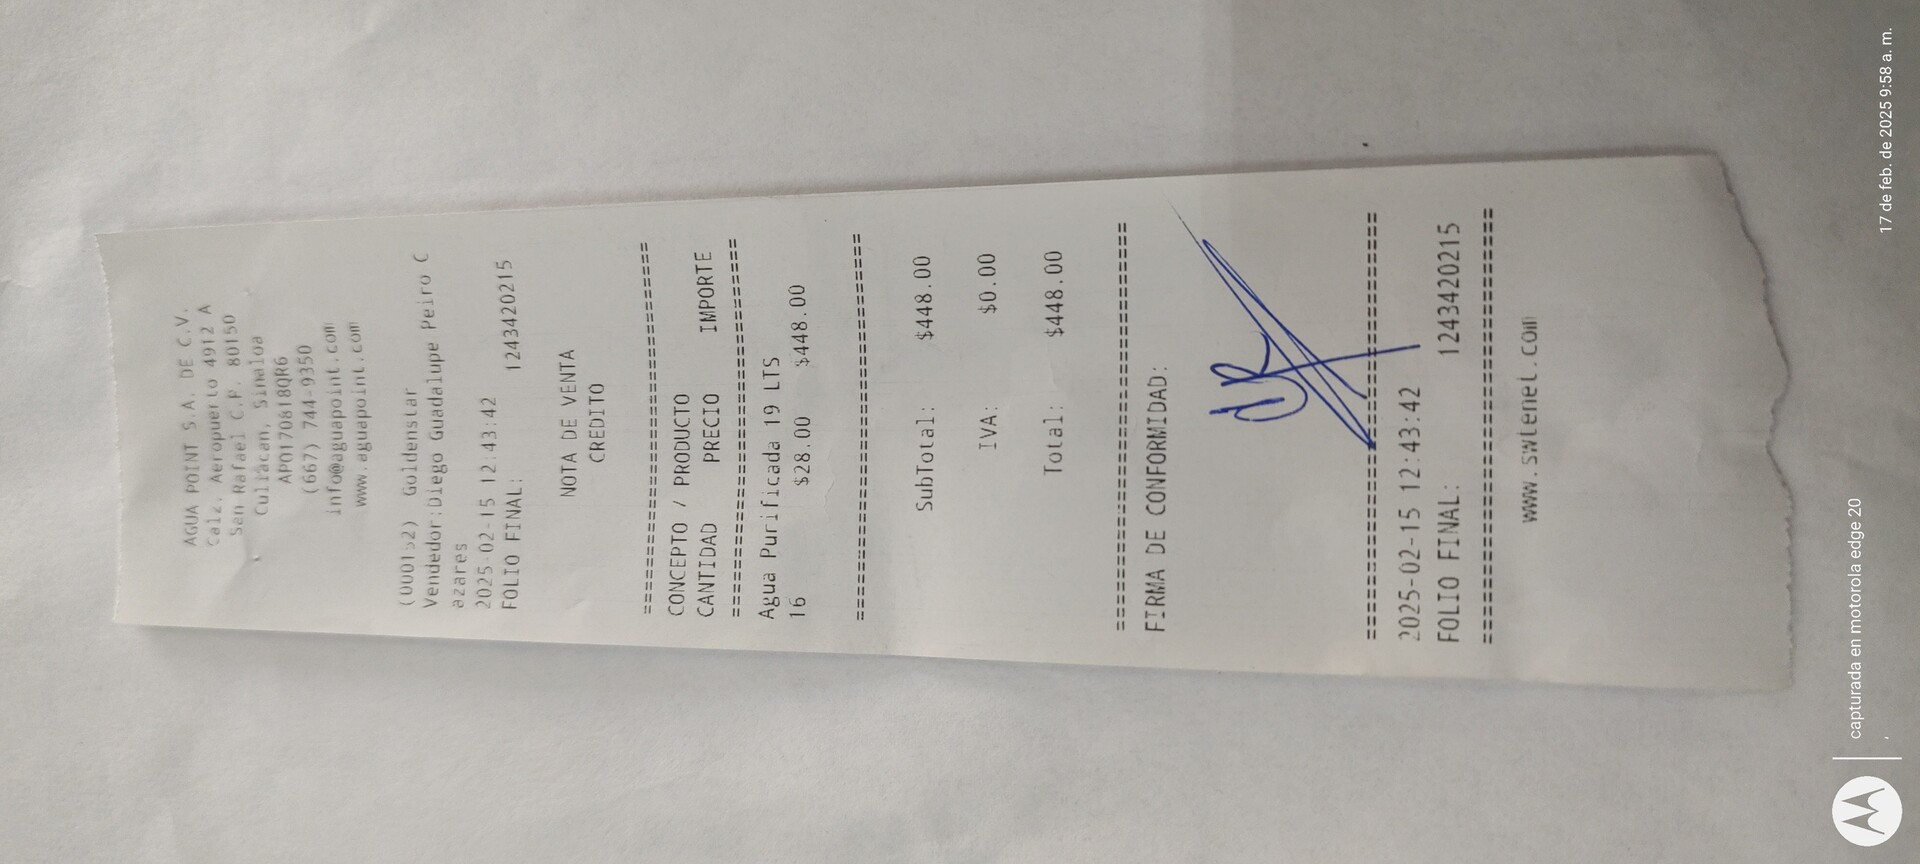 AGUA POINT S.A. DE C.V.
Calz. Aeropuerto 4912 A
San Rafael C.P. 80150
Culiacan, Sinaloa
APO170818QR6
(667) 744-9350
info@aguapoint.com
www.aguapoint.com
(000152) Goldenstar
Vendedor:Diego Guadalupe Peiro C
azares
2025-02-15 12:43:42
FOLIO FINAL: 1243420215
NOTA DE VENTA
CREDITO
================================
CONCEPTO / PRODUCTO
CANTIDAD PRECIO IMPORTE
================================
Agua Purificada 19 LTS
16 $28.00 $448.00
================================
SubTotal: $448.00
IVA: $0.00
Total: $448.00
================================
FIRMA DE CONFORMIDAD:
================================
2025-02-15 12:43:42
FOLIO FINAL: 1243420215
================================
www.swtenet.com
capturada en motorola edge 20
17 de feb. de 2025 9:58 a. m.